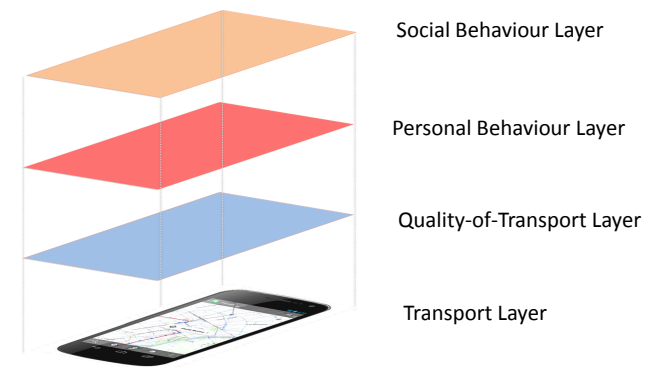 Social Behaviour Layer
Personal Behaviour Layer
Quality-of-Transport Layer
Transport Layer